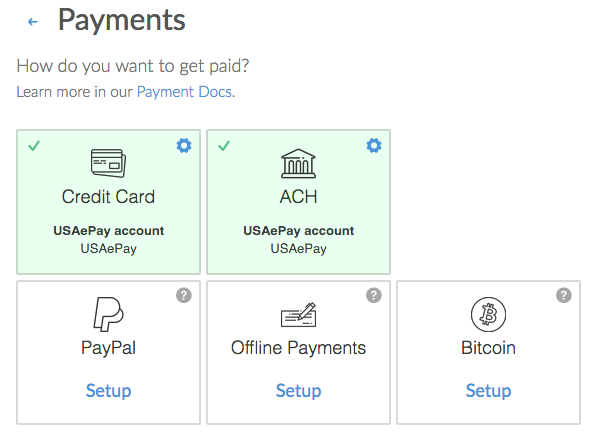 Payments
How do you want to get paid?
Learn more in our Payment Docs.
Credit Card
USAePay account
USAePay
ACH
USAePay account
USAePay
?
PayPal
Setup
?
Offline Payments
Setup
?
Bitcoin
Setup